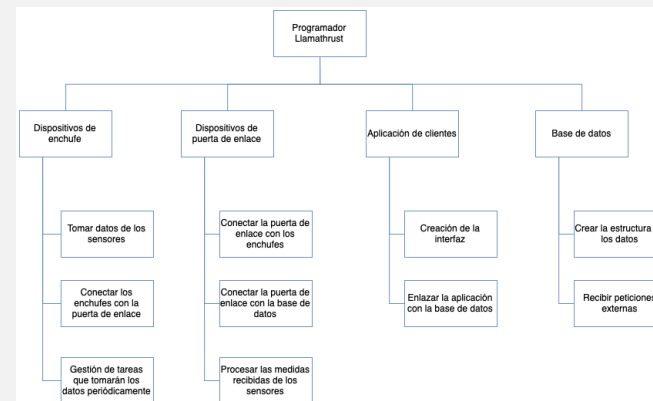 Programador
Llamathrust
Dispositivos de
enchufe
Dispositivos de
puerta de enlace
Aplicación de clientes
Base de datos
Tomar datos de los
sensores
Conectar la puerta de
enlace con los
enchufes
Creación de la
interfaz
Crear la estructura
los datos
Conectar los
enchufes con la
puerta de enlace
Conectar la puerta de
enlace con la base de
datos
Enlazar la aplicación
con la base de datos
Recibir peticiones
externas
Gestión de tareas
que tomarán los
datos periódicamente
Procesar las medidas
recibidas de los
sensores